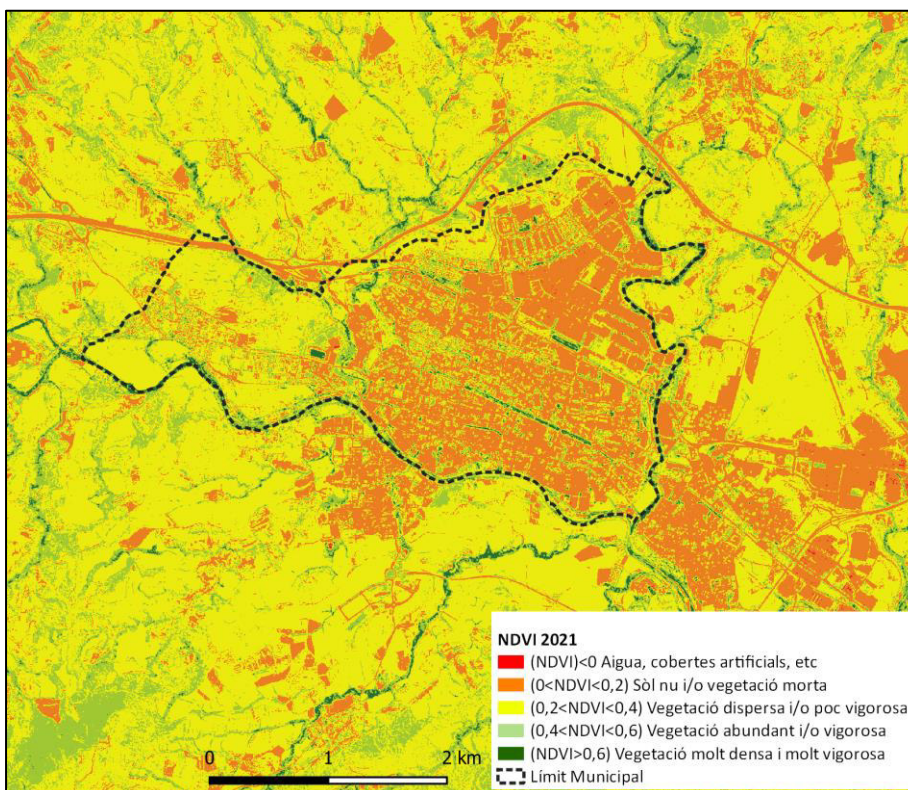 NDVI 2021
(NDVI)<0 Aigua, cobertes artificials, etc
(0<NDVI<0,2) Sòl nu i/o vegetació morta
(0,2<NDVI<0,4) Vegetació dispersa i/o poc vigorosa
(0,4<NDVI<0,6) Vegetació abundant i/o vigorosa
(NDVI>0,6) Vegetació molt densa i molt vigorosa
Límit Municipal
0 1 2 km